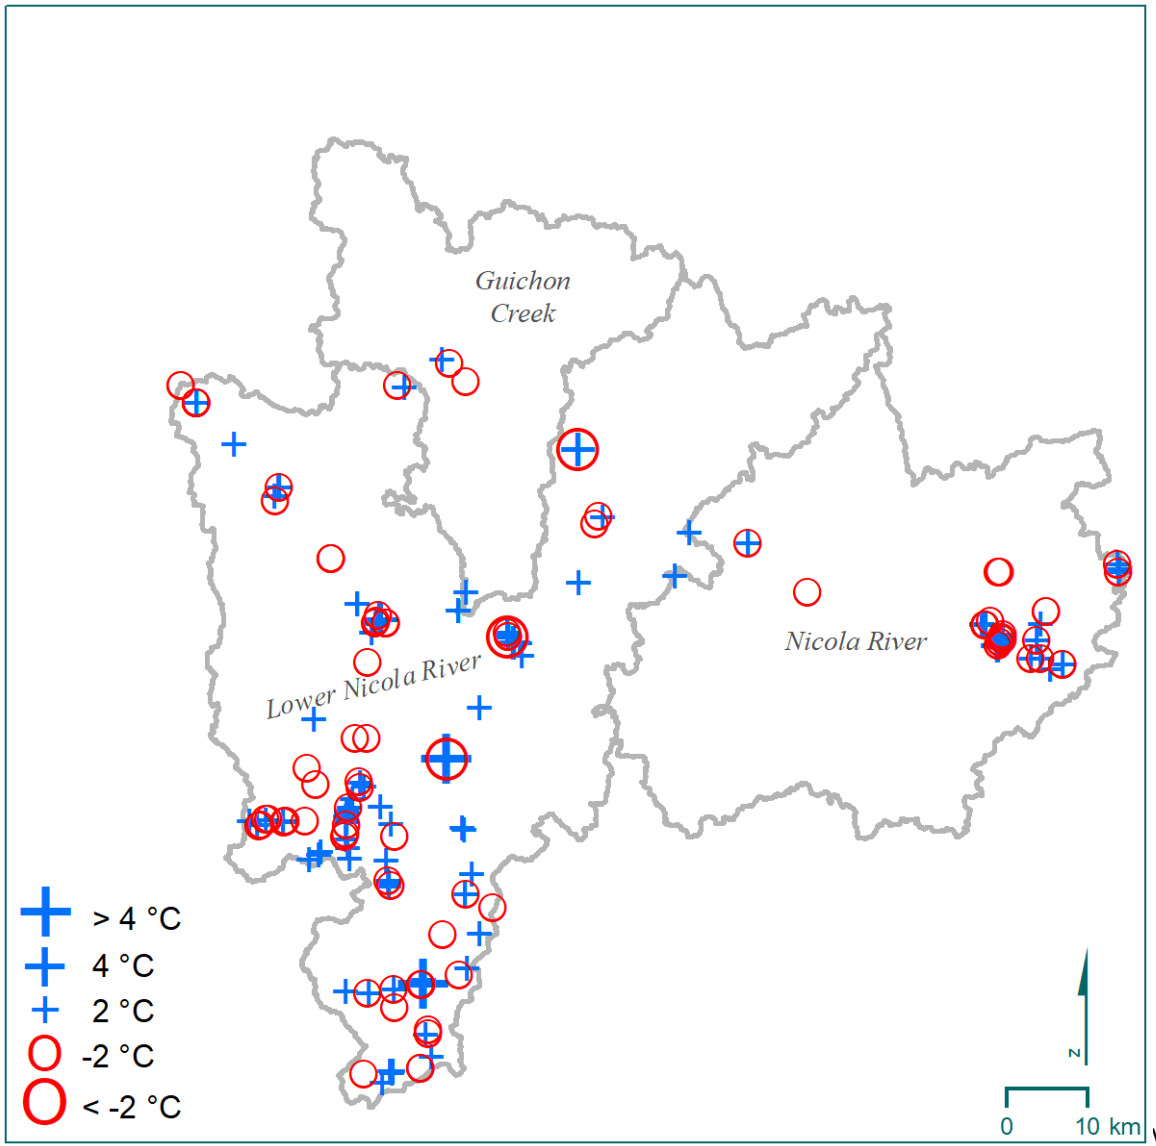 Guichon
Creek
Nicola River
Lower Nicola River
> 4 °C
4 °C
2 °C
-2 °C
< -2 °C
z
0 10 km